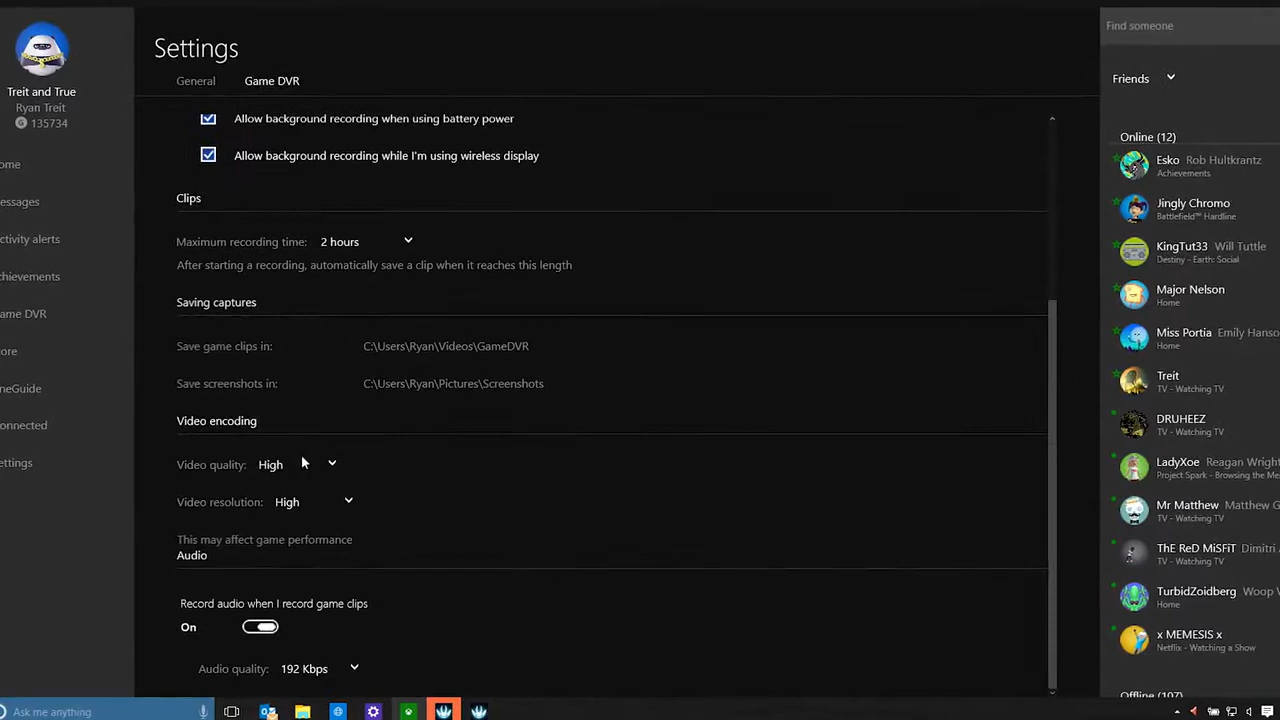 Treit and True
Ryan Treit
G 135734
ome
essages
ctivity alerts
chievements
ame DVR
ore
neGuide
onnected
ettings
Settings
General Game DVR
Allow background recording when using battery power
Allow background recording while I'm using wireless display
Clips
Maximum recording time: 2 hours
After starting a recording, automatically save a clip when it reaches this length
Saving captures
Save game clips in: C:\Users\Ryan\Videos\GameDVR
Save screenshots in: C:\Users\Ryan\Pictures\Screenshots
Video encoding
Video quality: High
Video resolution: High
This may affect game performance
Audio
Record audio when I record game clips
On
Audio quality: 192 Kbps
Find someone
Friends
Online (12)
Esko Rob Hultkrantz
Achievements
Jingly Chromo
Battlefield™ Hardline
KingTut33 Will Tuttle
Destiny - Earth: Social
Major Nelson
Home
Miss Portia Emily Hanso
Home
Treit
TV - Watching TV
DRUHEEZ
TV - Watching TV
LadyXoe Reagan Wright
Project Spark - Browsing the Me
Mr Matthew Matthew G
TV - Watching TV
ThE ReD MiSFiT Dimitri
TV - Watching TV
TurbidZoidberg Woop W
Home
x MEMESIS x
Netflix - Watching a Show
Offline (107)
Ask me anything